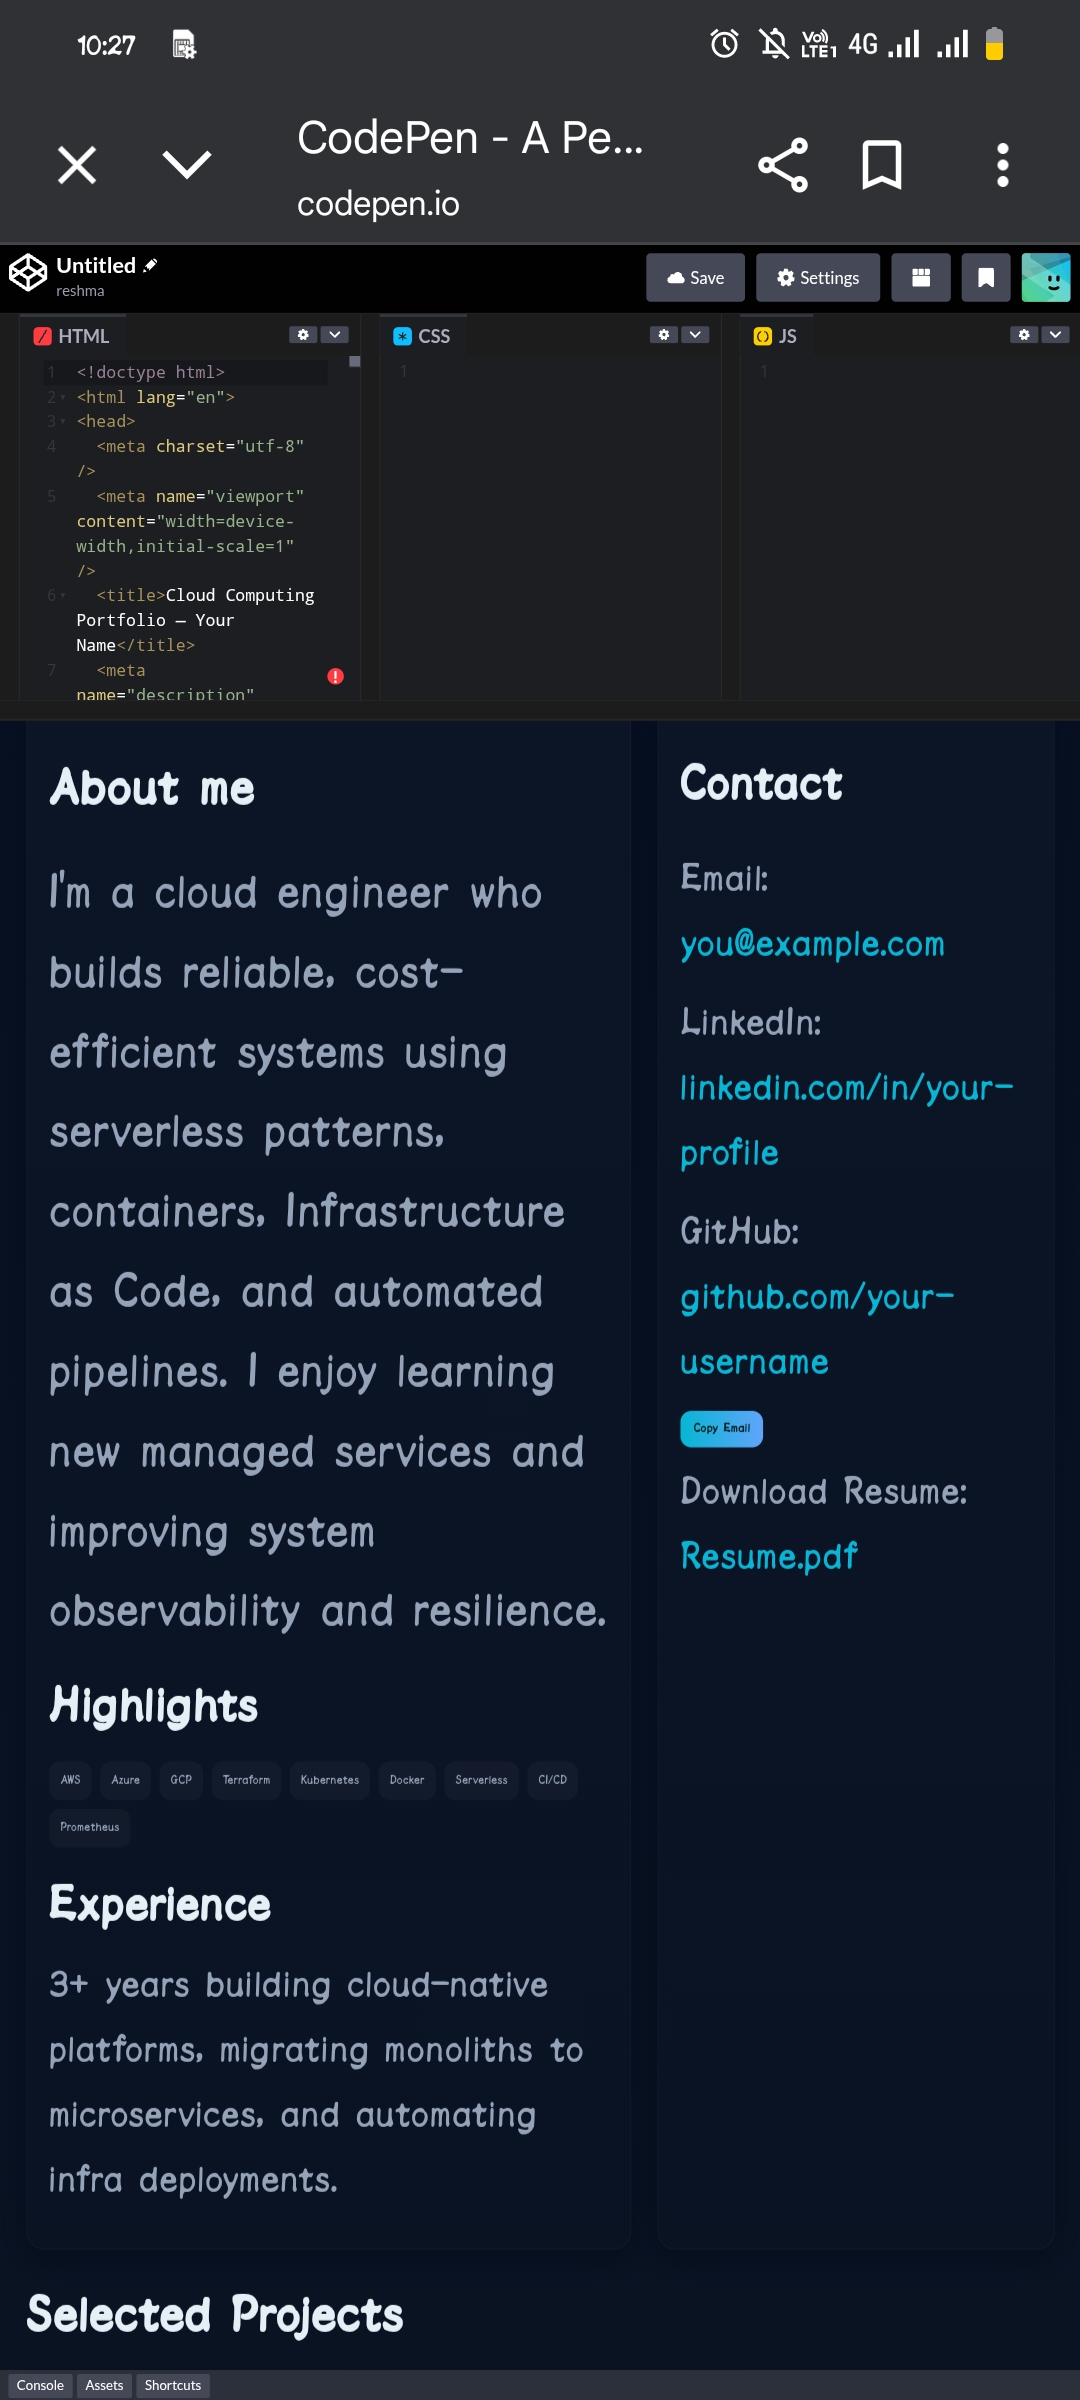 10:27
Vo)) LTE1 4G
CodePen - A Pe...
codepen.io
Untitled
reshma
Save
Settings
HTML
CSS
JS
1 <!doctype html>
2 <html lang="en">
3 <head>
4 <meta charset="utf-8"
/>
5 <meta name="viewport"
content="width=device-
width,initial-scale=1"
/>
6 <title>Cloud Computing
Portfolio — Your
Name</title>
7 <meta
name="description"
1
1
About me
I'm a cloud engineer who
builds reliable, cost-
efficient systems using
serverless patterns,
containers, Infrastructure
as Code, and automated
pipelines. I enjoy learning
new managed services and
improving system
observability and resilience.
Highlights
AWS Azure GCP Terraform Kubernetes Docker Serverless CI/CD
Prometheus
Experience
3+ years building cloud-native
platforms, migrating monoliths to
microservices, and automating
infra deployments.
Contact
Email:
you@example.com
LinkedIn:
linkedin.com/in/your-
profile
GitHub:
github.com/your-
username
Copy Email
Download Resume:
Resume.pdf
Selected Projects
Console Assets Shortcuts